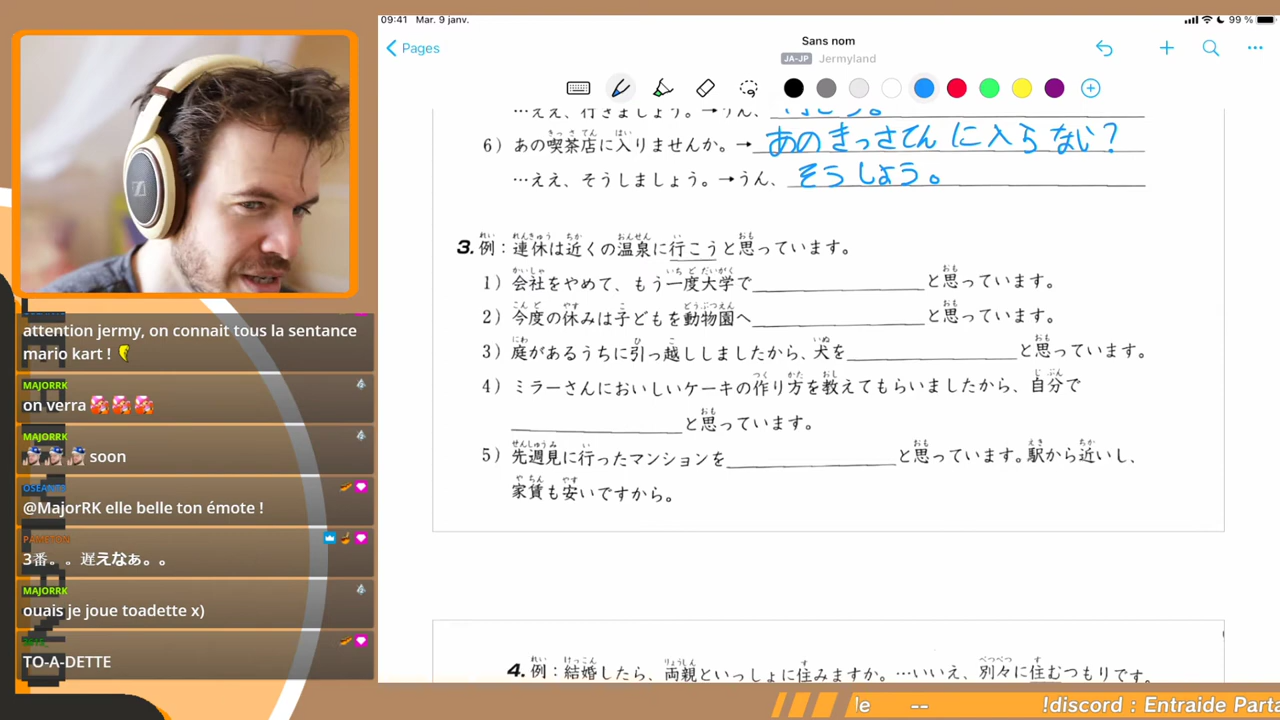 09:41 Mar. 9 janv.
99 %
Pages
Sans nom
JA-JP Jermyland
…ええ、行きましょう。→うん、行こう。
6）あの喫茶店に入りませんか。→ あのきっさてんに入らない？
…ええ、そうしましょう。→うん、そうしよう。
3. 例：連休は近くの温泉に行こうと思っています。
1）会社をやめて、もう一度大学で＿＿＿＿＿と思っています。
2）今度の休みは子どもを動物園へ＿＿＿＿＿と思っています。
3）庭があるうちに引っ越ししましたから、犬を＿＿＿＿＿と思っています。
4）ミラーさんにおいしいケーキの作り方を教えてもらいましたから、自分で
＿＿＿＿＿と思っています。
5）先週見に行ったマンションを＿＿＿＿＿と思っています。駅から近いし、
家賃も安いですから。
4. 例：結婚したら、両親といっしょに住みますか。…いいえ、別々に住むつもりです。
attention jermy, on connait tous la sentance
mario kart !
MAJORRK
on verra
MAJORRK
soon
@MajorRK elle belle ton émote !
PAMETON
3番。。遅えなぁ。。
MAJORRK
ouais je joue toadette x)
TO-A-DETTE
le -- !discord : Entraide Parta